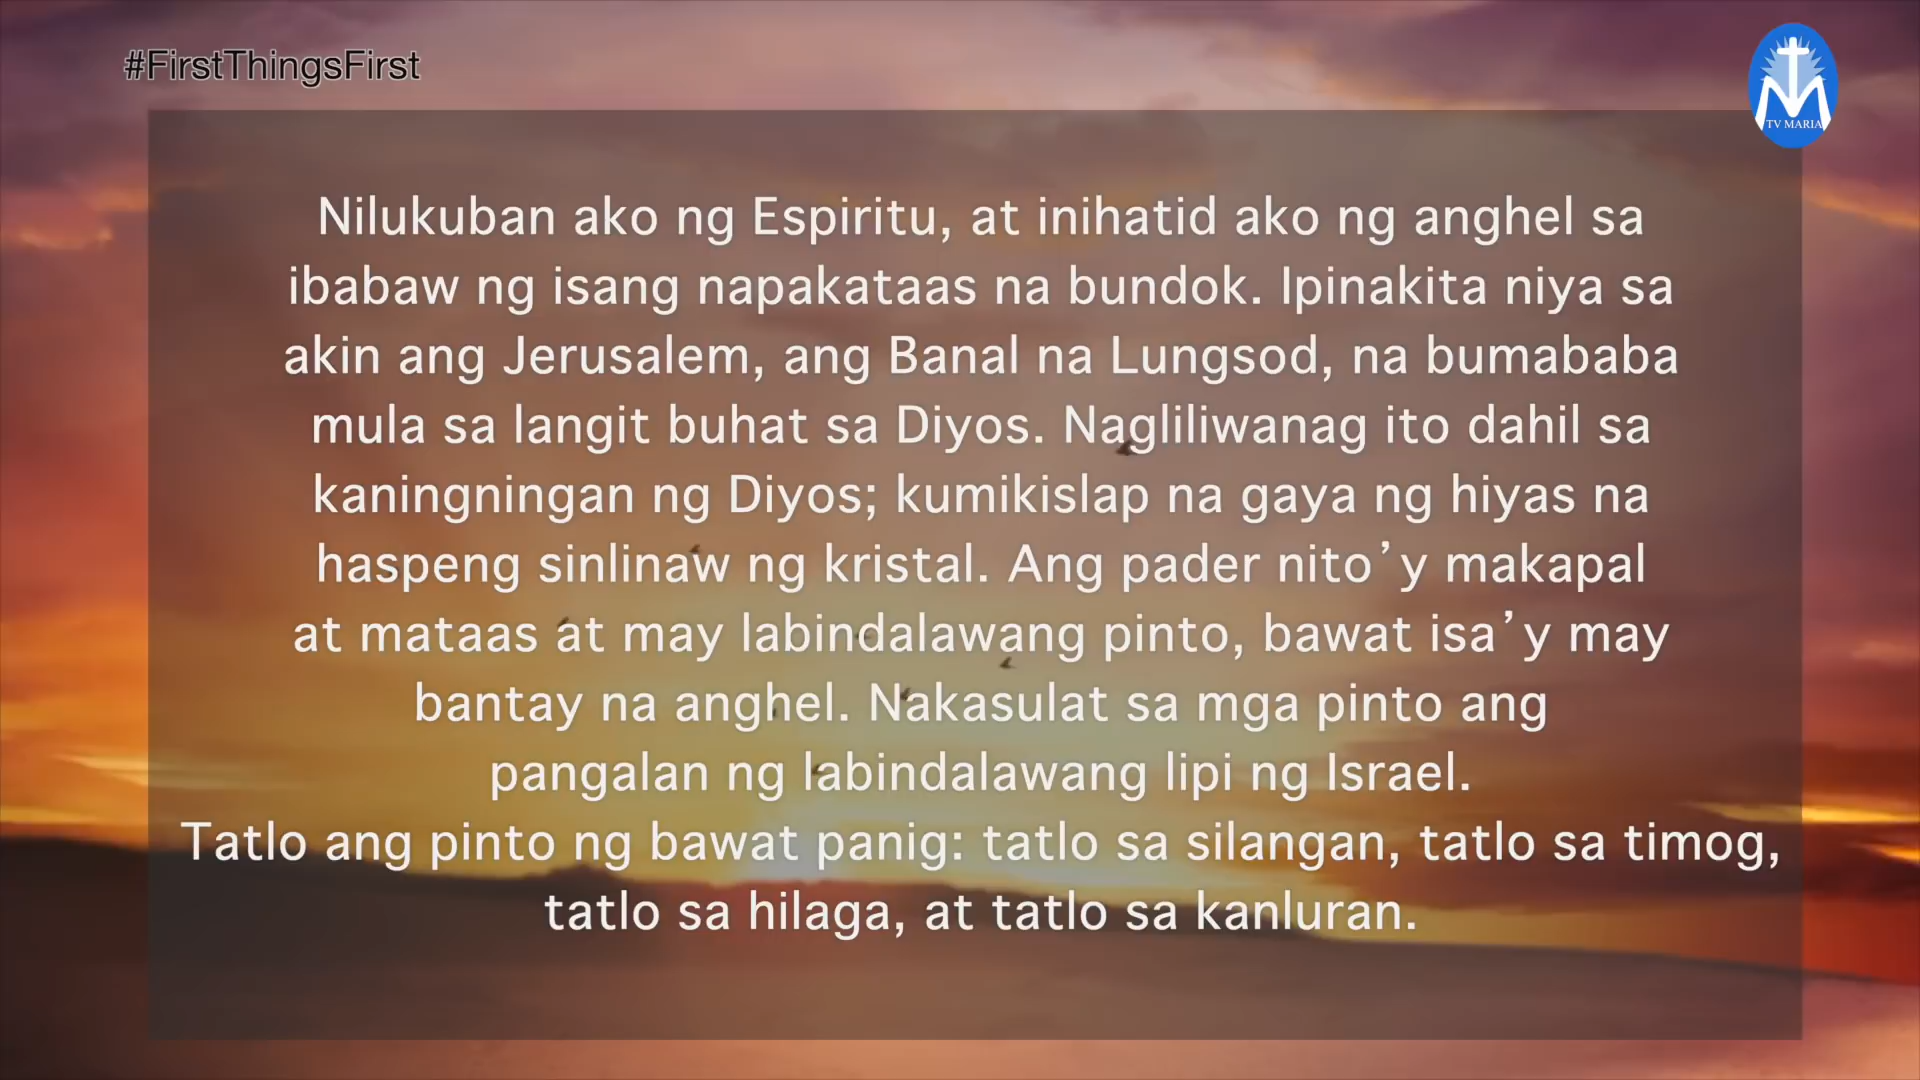 #FirstThingsFirst
TV MARIA
Nilukuban ako ng Espiritu, at inihatid ako ng anghel sa
ibabaw ng isang napakataas na bundok. Ipinakita niya sa
akin ang Jerusalem, ang Banal na Lungsod, na bumababa
mula sa langit buhat sa Diyos. Nagliliwanag ito dahil sa
kaningningan ng Diyos; kumikislap na gaya ng hiyas na
haspeng sinlinaw ng kristal. Ang pader nito’y makapal
at mataas at may labindalawang pinto, bawat isa’y may
bantay na anghel. Nakasulat sa mga pinto ang
pangalan ng labindalawang lipi ng Israel.
Tatlo ang pinto ng bawat panig: tatlo sa silangan, tatlo sa timog,
tatlo sa hilaga, at tatlo sa kanluran.